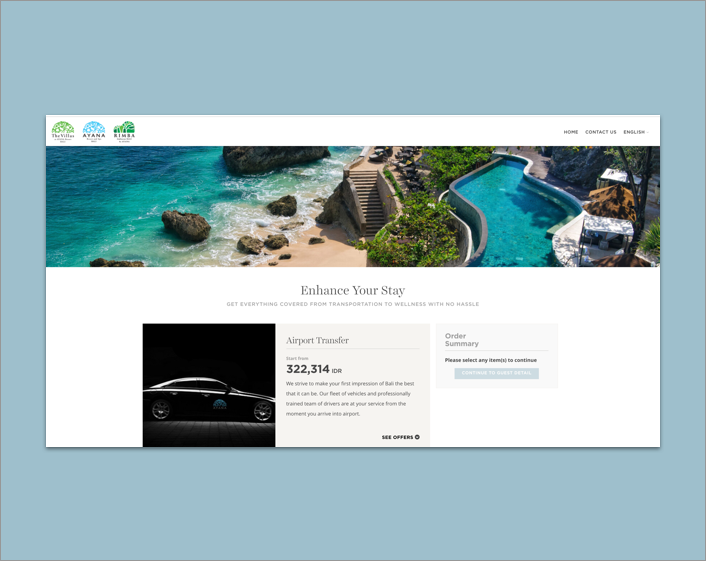 The Villas
AYANA
RIMBA
HOME CONTACT US ENGLISH
Enhance Your Stay
GET EVERYTHING COVERED FROM TRANSPORTATION TO WELLNESS WITH NO HASSLE
Airport Transfer
Start from
322,314 IDR
We strive to make your first impression of Bali the best
that it can be. Our fleet of vehicles and professionally
trained team of drivers are at your service from the
moment you arrive into airport.
SEE OFFERS
Order
Summary
Please select any item(s) to continue
CONTINUE TO GUEST DETAIL